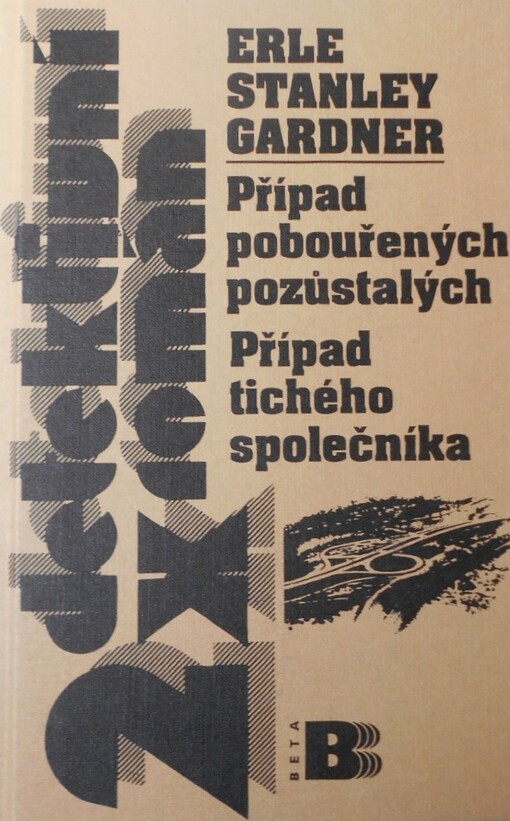 ERLE
STANLEY
GARDNER
Případ
pobouřených
pozůstalých
Případ
tichého
společníka
2x detektivní
román
BETA
B